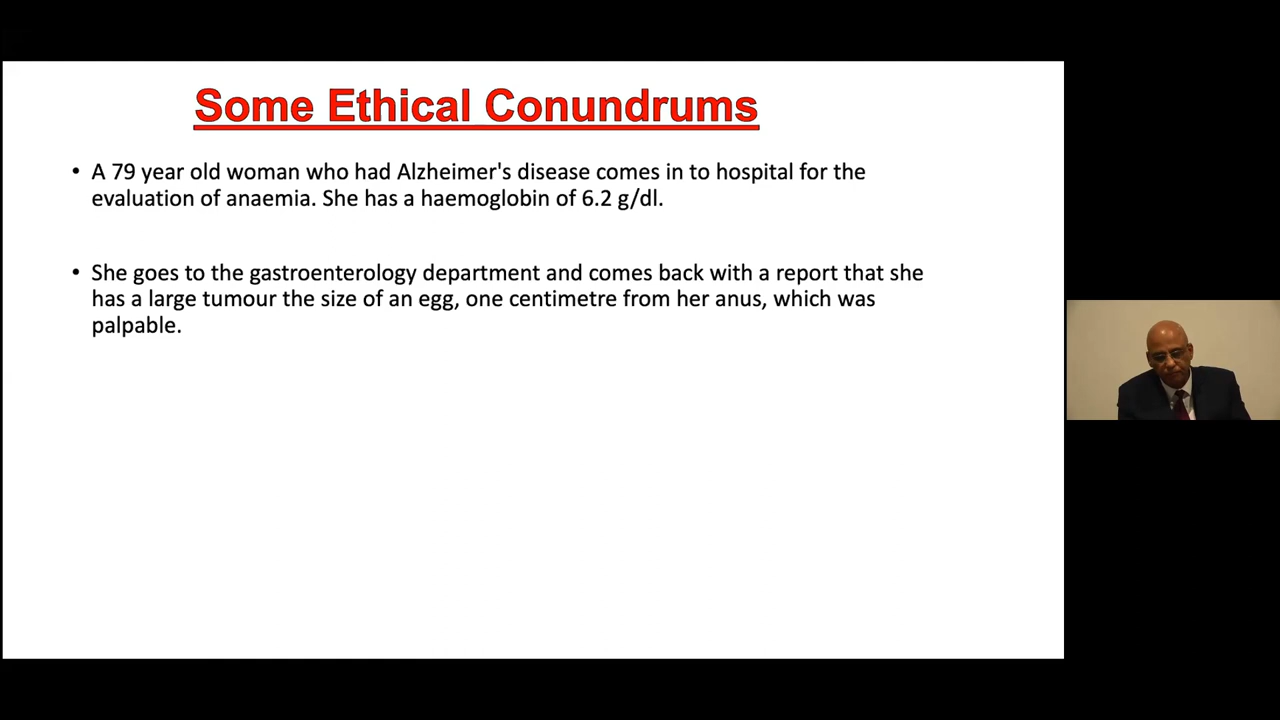 Some Ethical Conundrums
• A 79 year old woman who had Alzheimer's disease comes in to hospital for the
evaluation of anaemia. She has a haemoglobin of 6.2 g/dl.
• She goes to the gastroenterology department and comes back with a report that she
has a large tumour the size of an egg, one centimetre from her anus, which was
palpable.